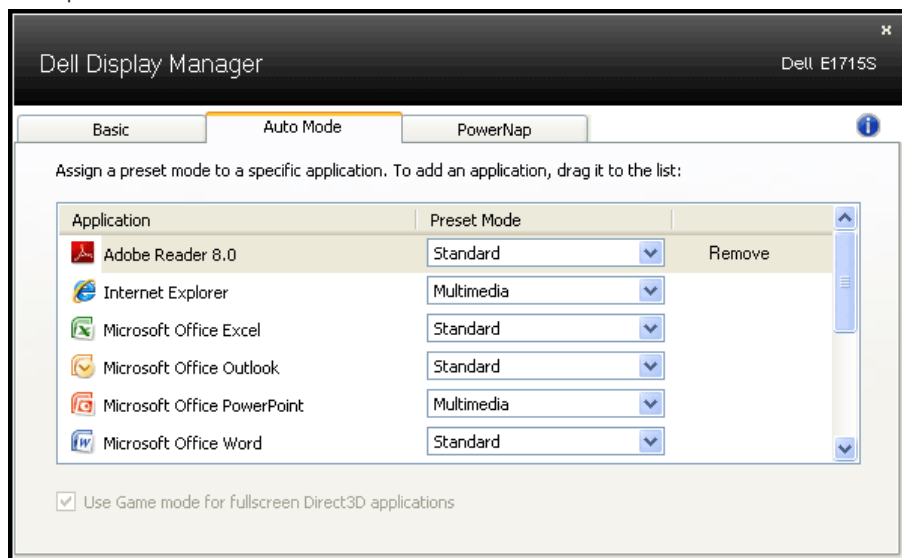 Dell Display Manager
Dell E1715S
Basic Auto Mode PowerNap
Assign a preset mode to a specific application. To add an application, drag it to the list:
Application Preset Mode
Adobe Reader 8.0 Standard Remove
Internet Explorer Multimedia
Microsoft Office Excel Standard
Microsoft Office Outlook Standard
Microsoft Office PowerPoint Multimedia
Microsoft Office Word Standard
Use Game mode for fullscreen Direct3D applications